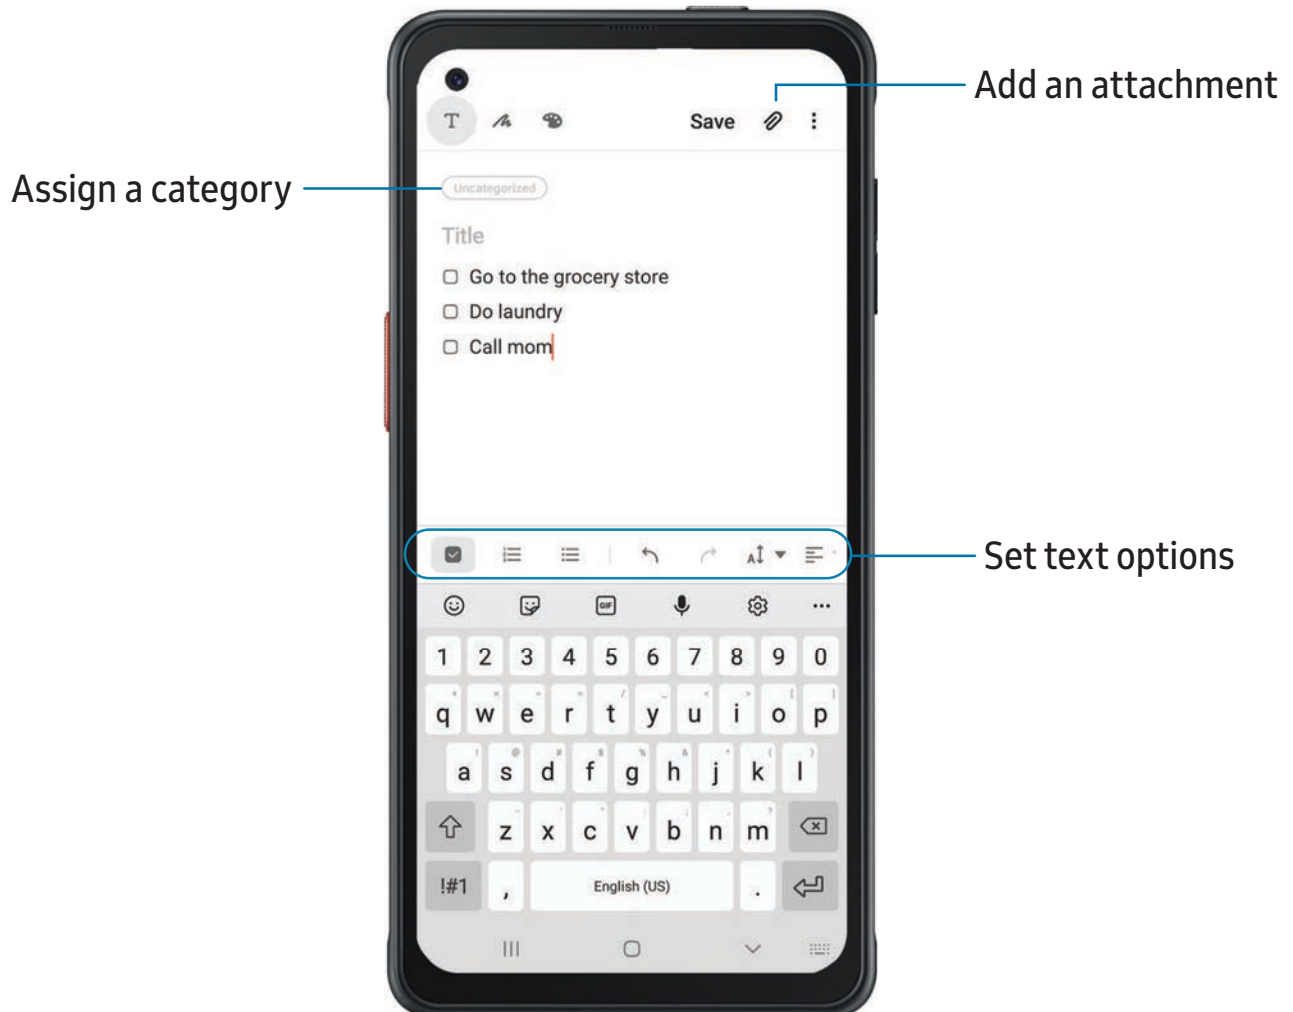 Add an attachment
T
Save
Assign a category
Uncategorized
Title
Go to the grocery store
Do laundry
Call mom
Set text options
GIF
1 2 3 4 5 6 7 8 9 0
q w e r t y u i o p
a s d f g h j k l
z x c v b n m
!#1 , English (US) .